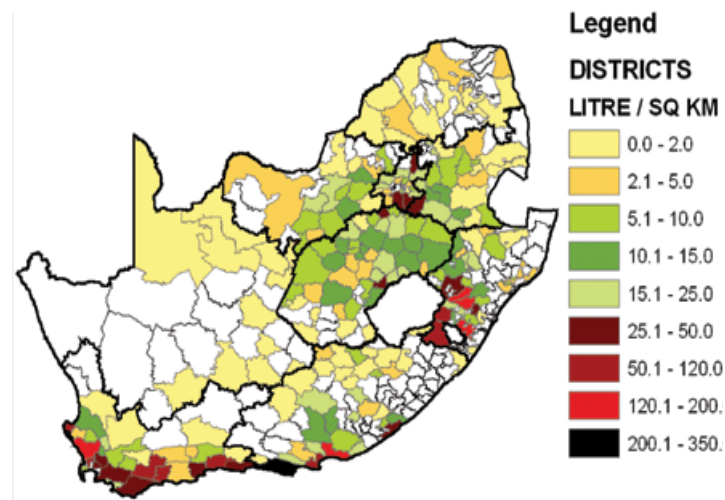 Legend
DISTRICTS
LITRE / SQ KM
0.0 - 2.0
2.1 - 5.0
5.1 - 10.0
10.1 - 15.0
15.1 - 25.0
25.1 - 50.0
50.1 - 120.0
120.1 - 200.
200.1 - 350.